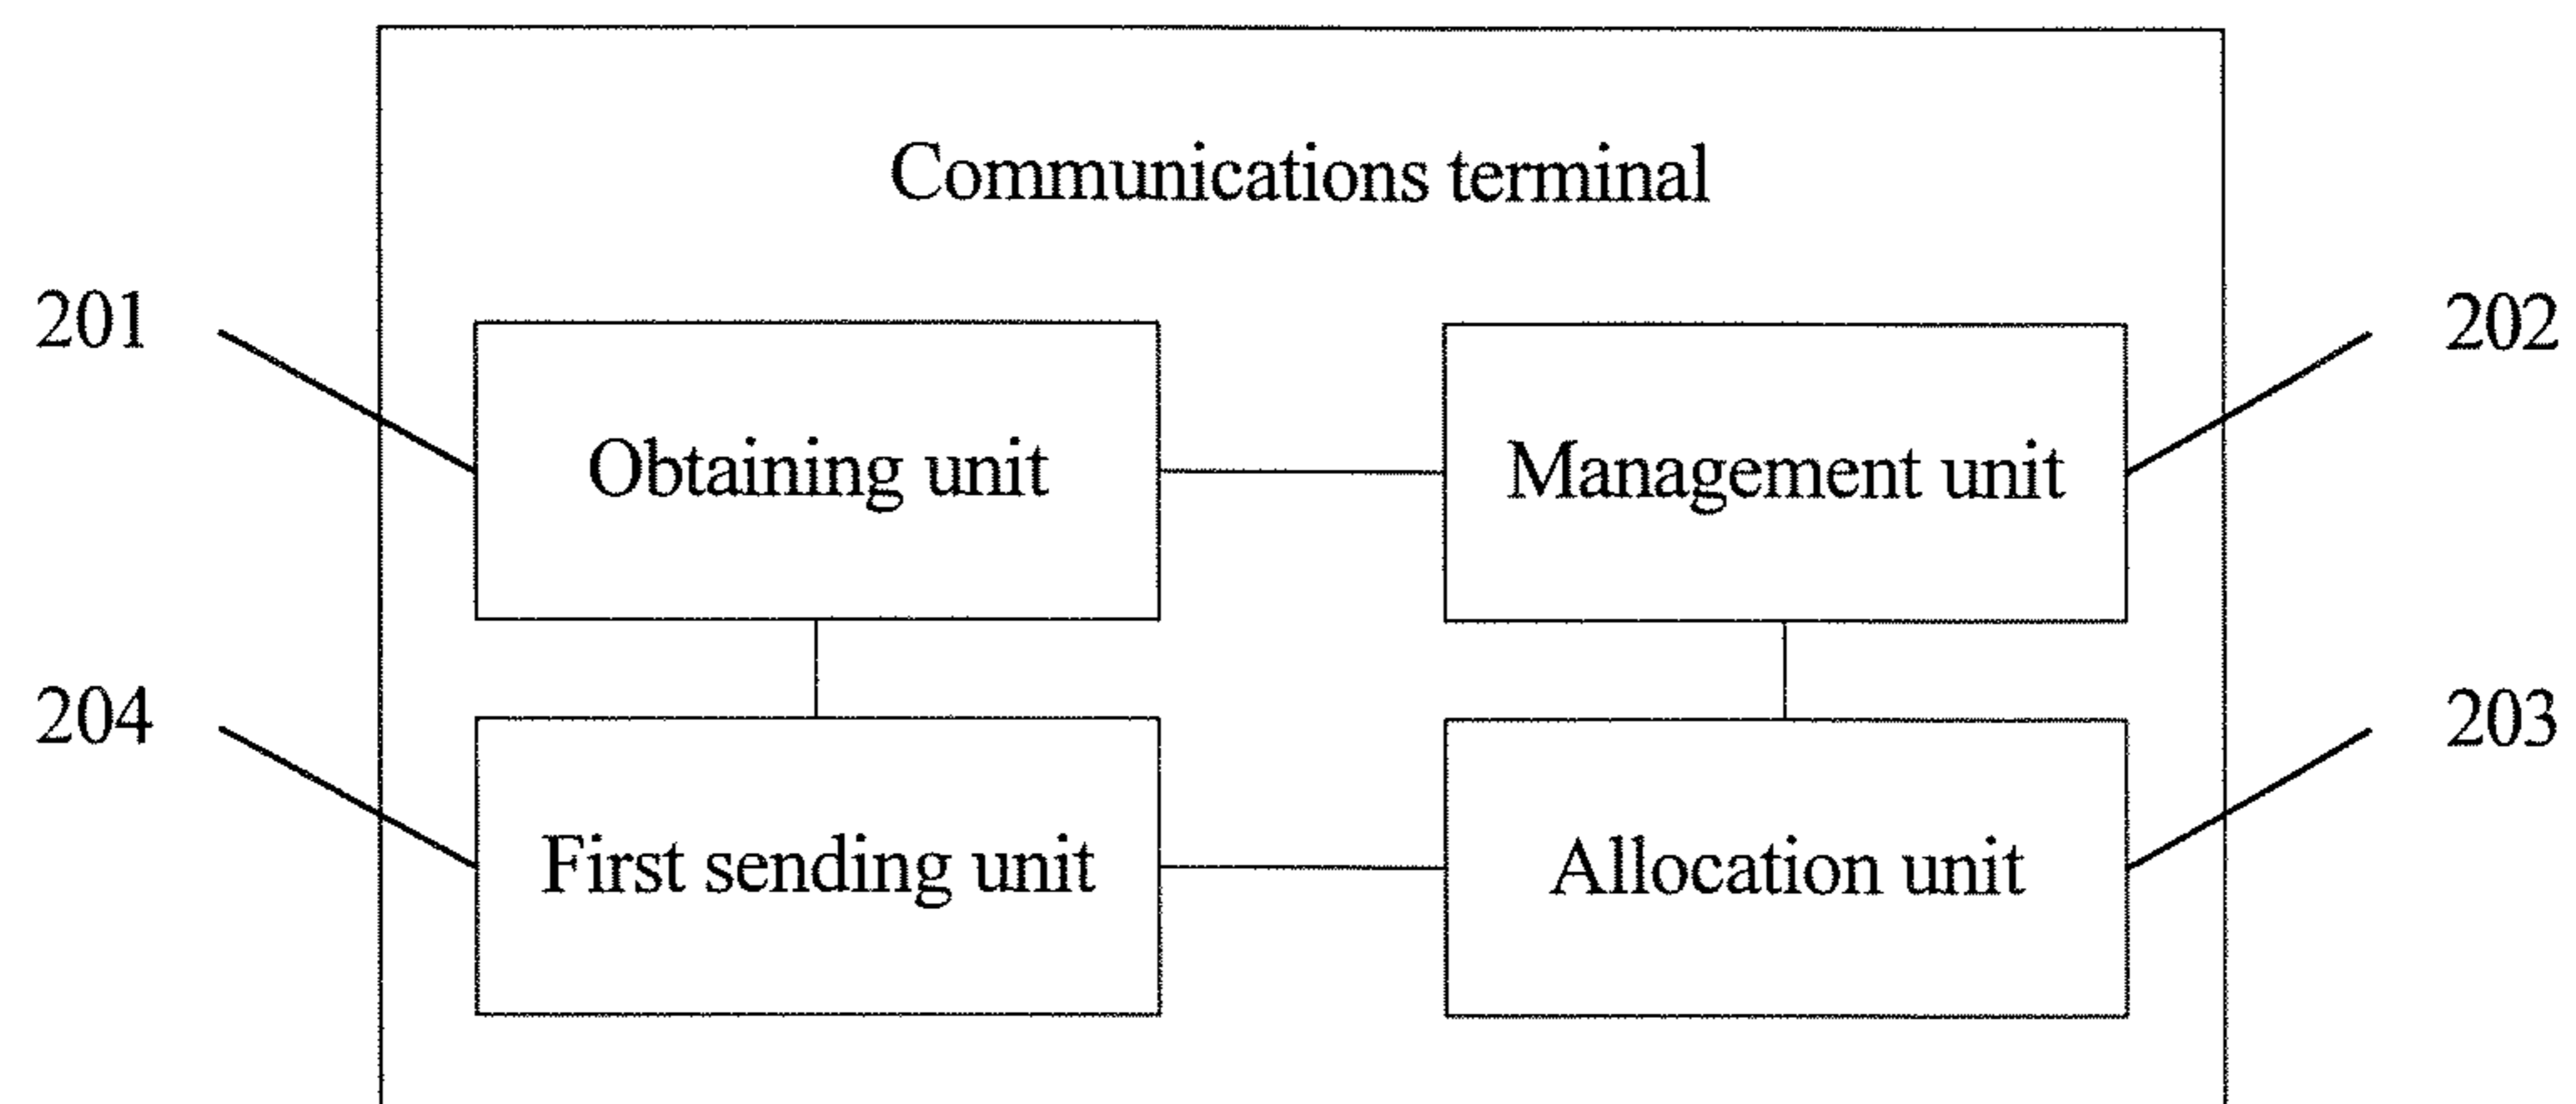 Communications terminal
201
202
Obtaining unit
Management unit
204
203
First sending unit
Allocation unit